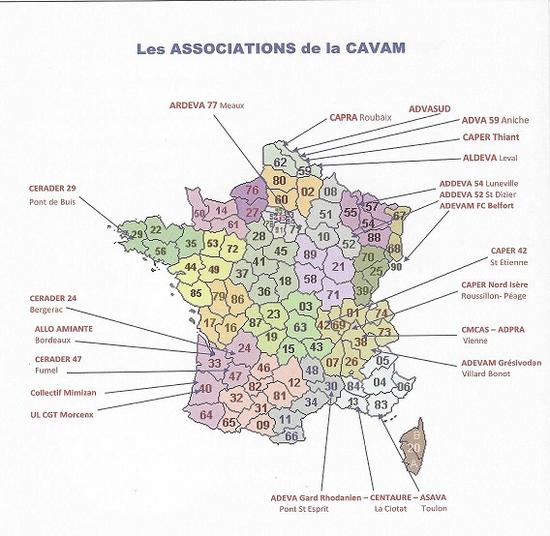 Les ASSOCIATIONS de la CAVAM
ARDEVA 77 Meaux
ADVASUD
CAPRA Roubaix
ADVA 59 Aniche
CAPER Thiant
ALDEVA Leval
ADDEVA 54 Luneville
ADDEVA 52 St Dizier
ADEVAM FC Belfort
CERADER 29
Pont de Buis
CAPER 42
St Etienne
CAPER Nord Isère
Roussillon- Péage
CERADER 24
Bergerac
ALLO AMIANTE
Bordeaux
CMCAS – ADPRA
Vienne
CERADER 47
Fumel
ADEVAM Grésivodan
Villard Bonot
Collectif Mimizan
UL CGT Morcenx
62
59
80
76
02
08
60
57
50
14
27
51
55
67
61
54
29
22
10
88
35
53
28
52
68
56
72
45
89
70
90
41
44
49
37
18
21
25
36
58
39
85
79
86
71
03
01
74
17
16
87
23
63
42
69
73
19
38
24
15
43
07
26
05
33
46
48
47
12
30
84
04
06
40
82
32
81
34
13
83
64
31
11
65
09
66
B
20
A
ADEVA Gard Rhodanien – CENTAURE – ASAVA
Pont St Esprit La Ciotat Toulon